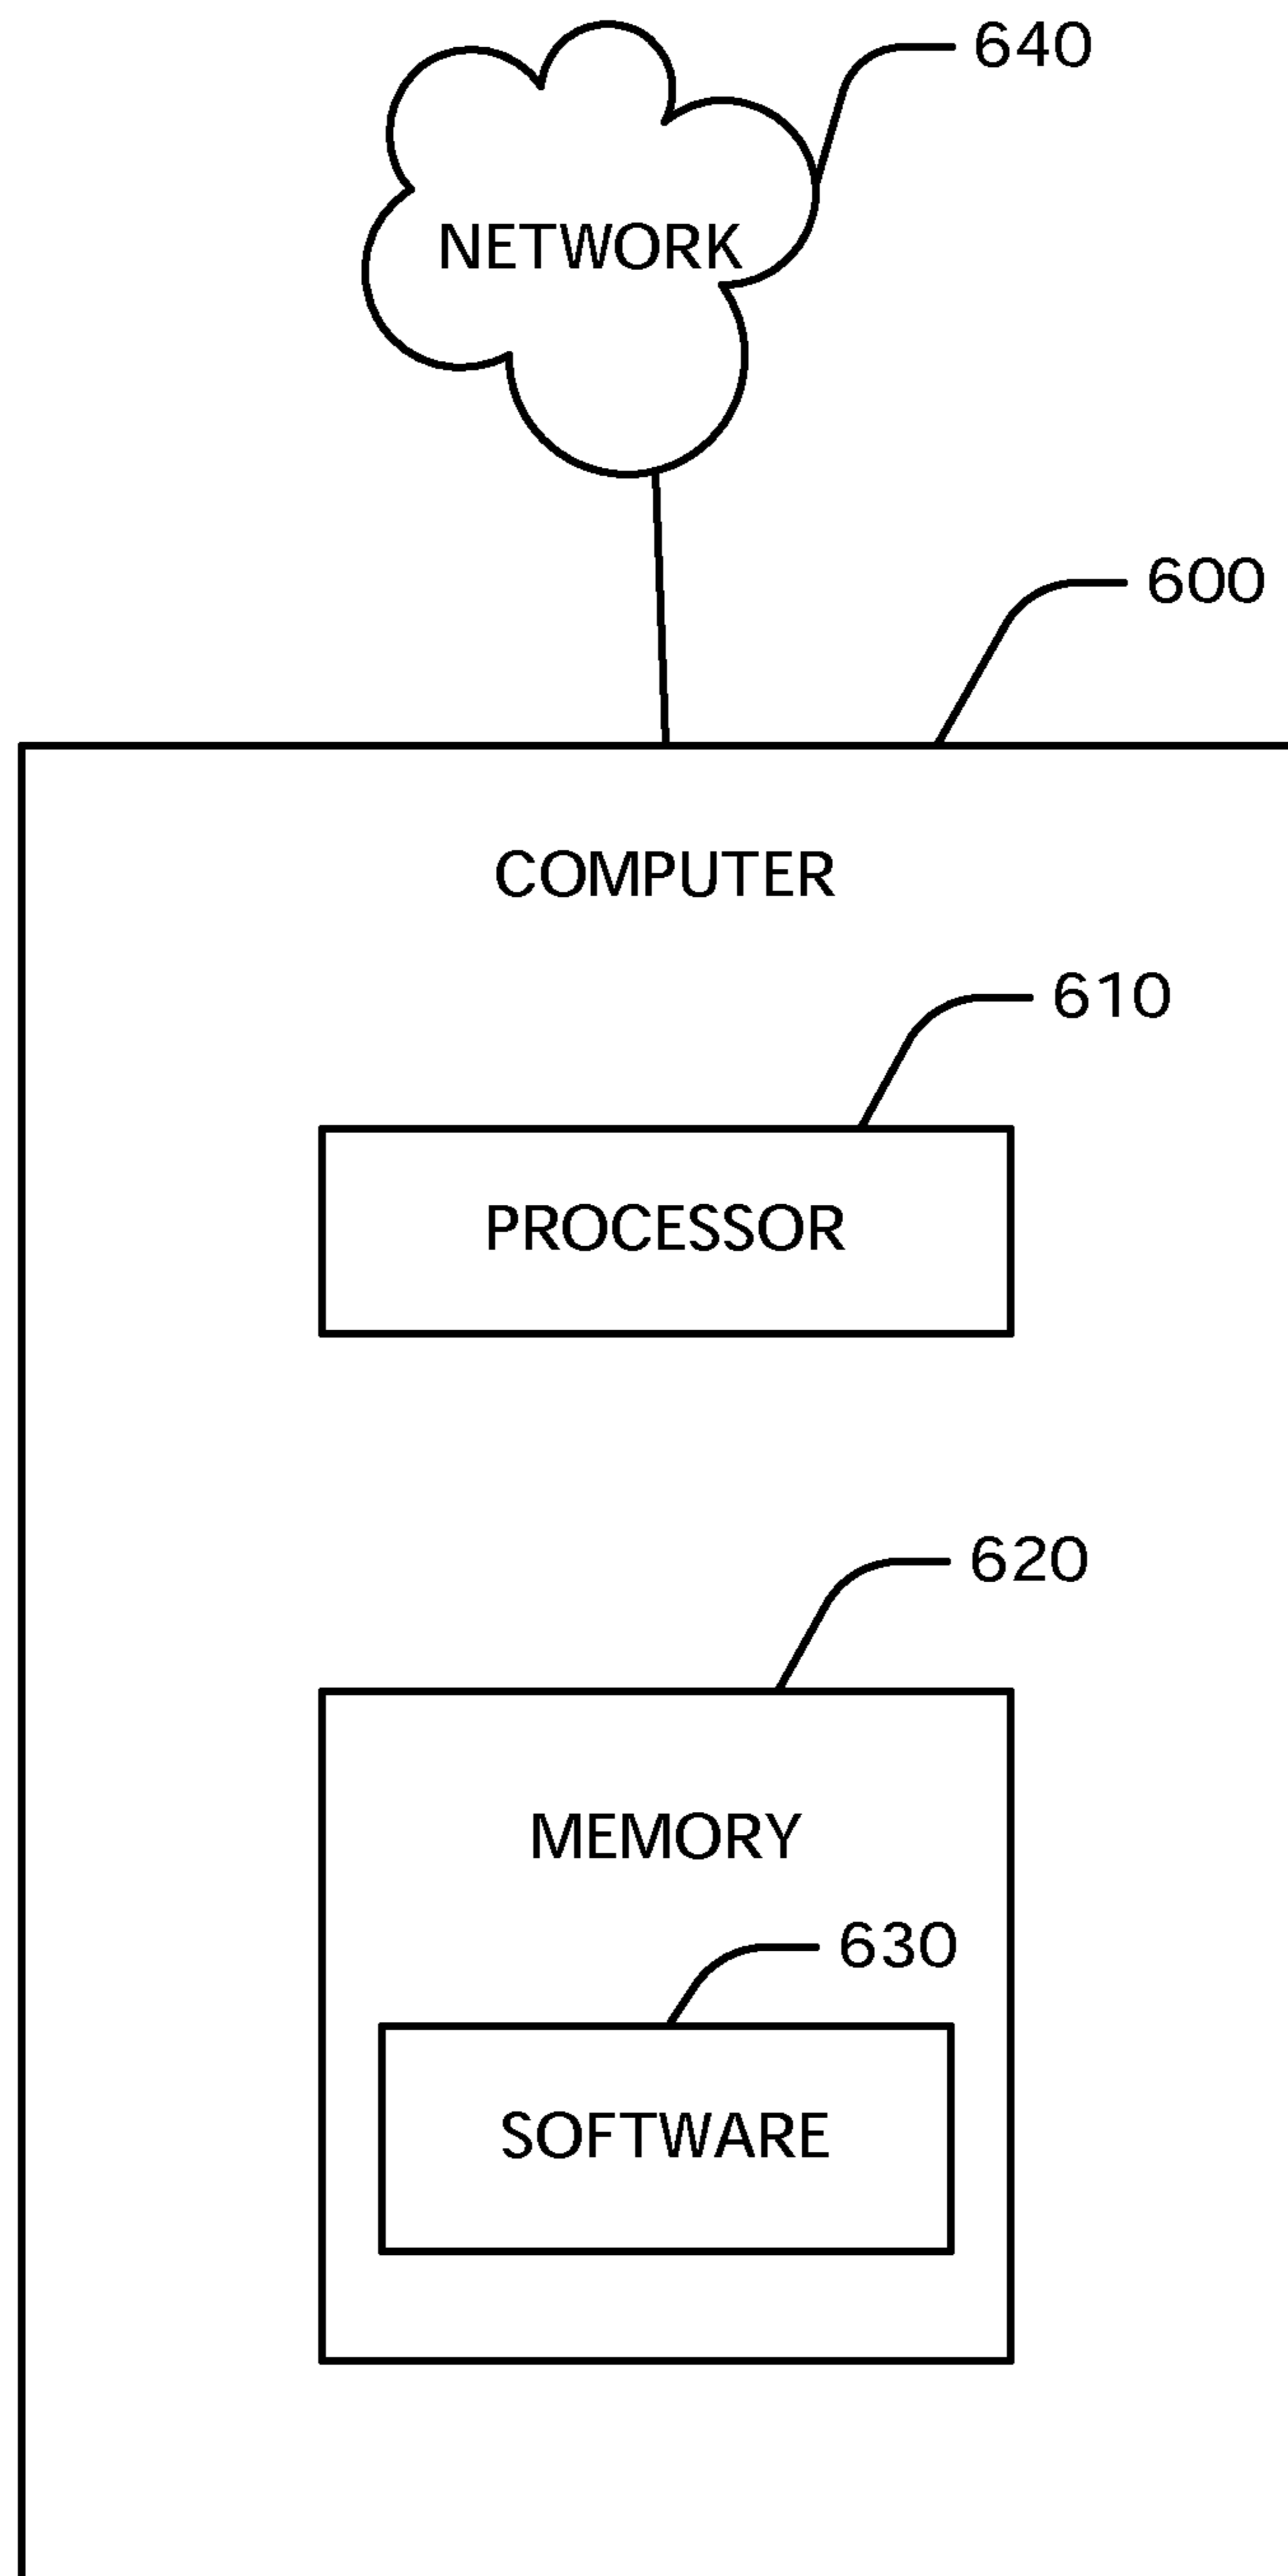 640
NETWORK
600
COMPUTER
610
PROCESSOR
620
MEMORY
630
SOFTWARE